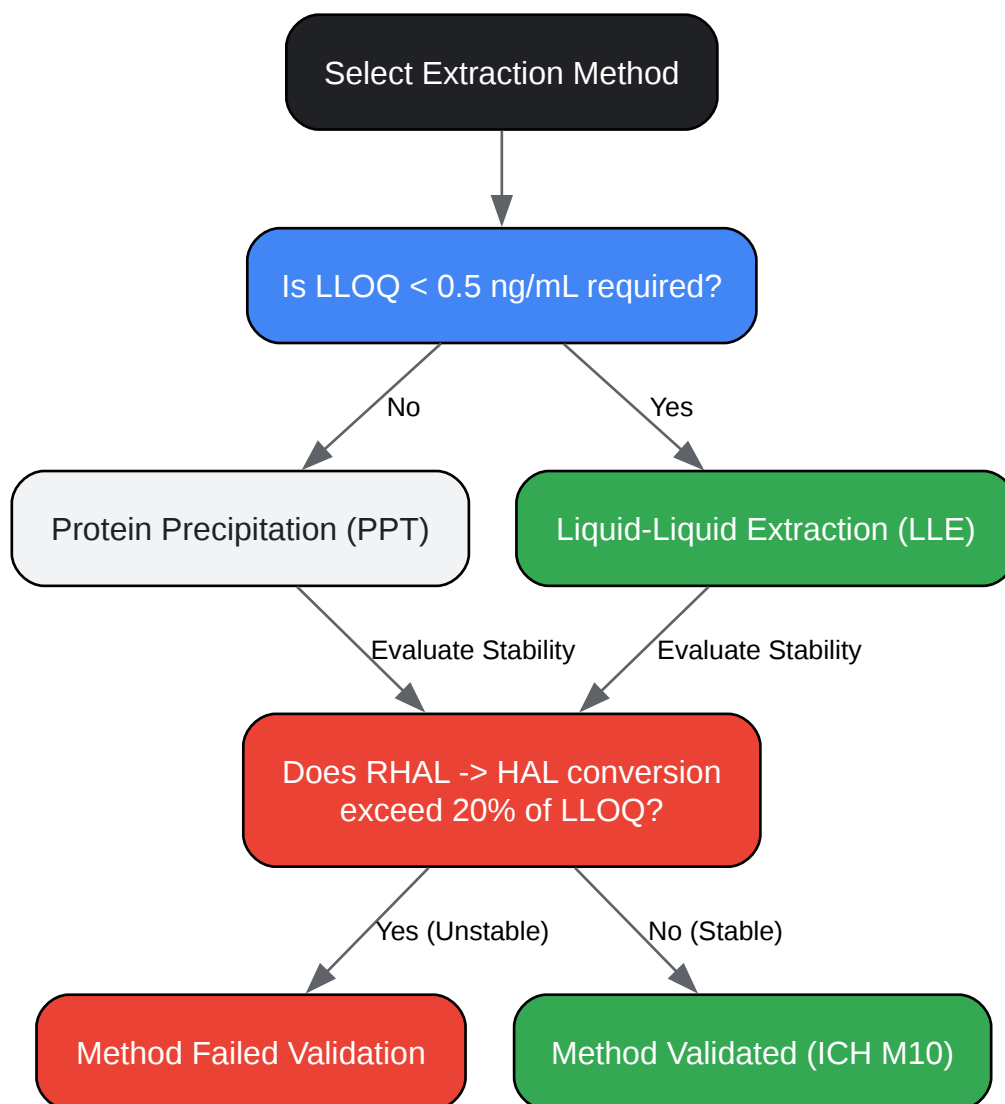 Select Extraction Method
Is LLOQ < 0.5 ng/mL required?
No
Yes
Protein Precipitation (PPT)
Liquid-Liquid Extraction (LLE)
Evaluate Stability
Evaluate Stability
Does RHAL -> HAL conversion
exceed 20% of LLOQ?
Yes (Unstable)
No (Stable)
Method Failed Validation
Method Validated (ICH M10)